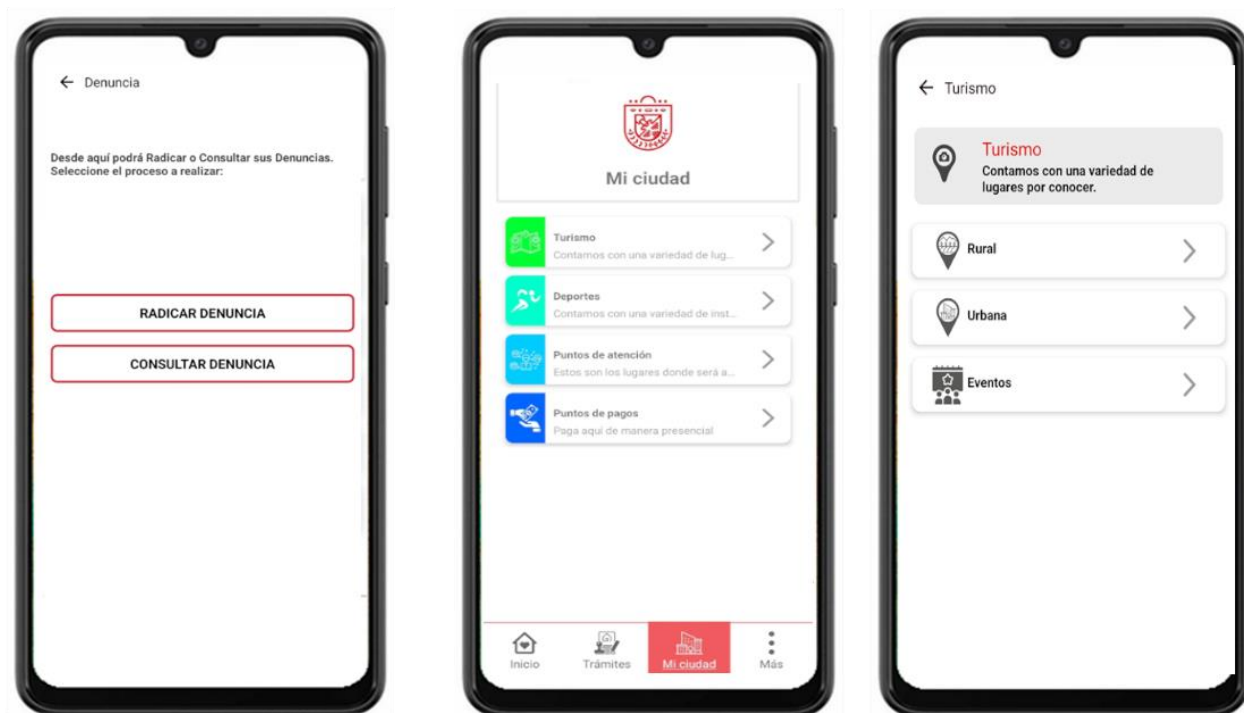 Denuncia
Desde aquí podrá Radicar o Consultar sus Denuncias.
Seleccione el proceso a realizar:
RADICAR DENUNCIA
CONSULTAR DENUNCIA
Mi ciudad
Turismo
Contamos con una variedad de lug...
Deportes
Contamos con una variedad de inst...
Puntos de atención
Estos son los lugares donde será a...
Puntos de pagos
Paga aquí de manera presencial
Inicio
Trámites
Mi ciudad
Más
Turismo
Turismo
Contamos con una variedad de
lugares por conocer.
Rural
Urbana
Eventos